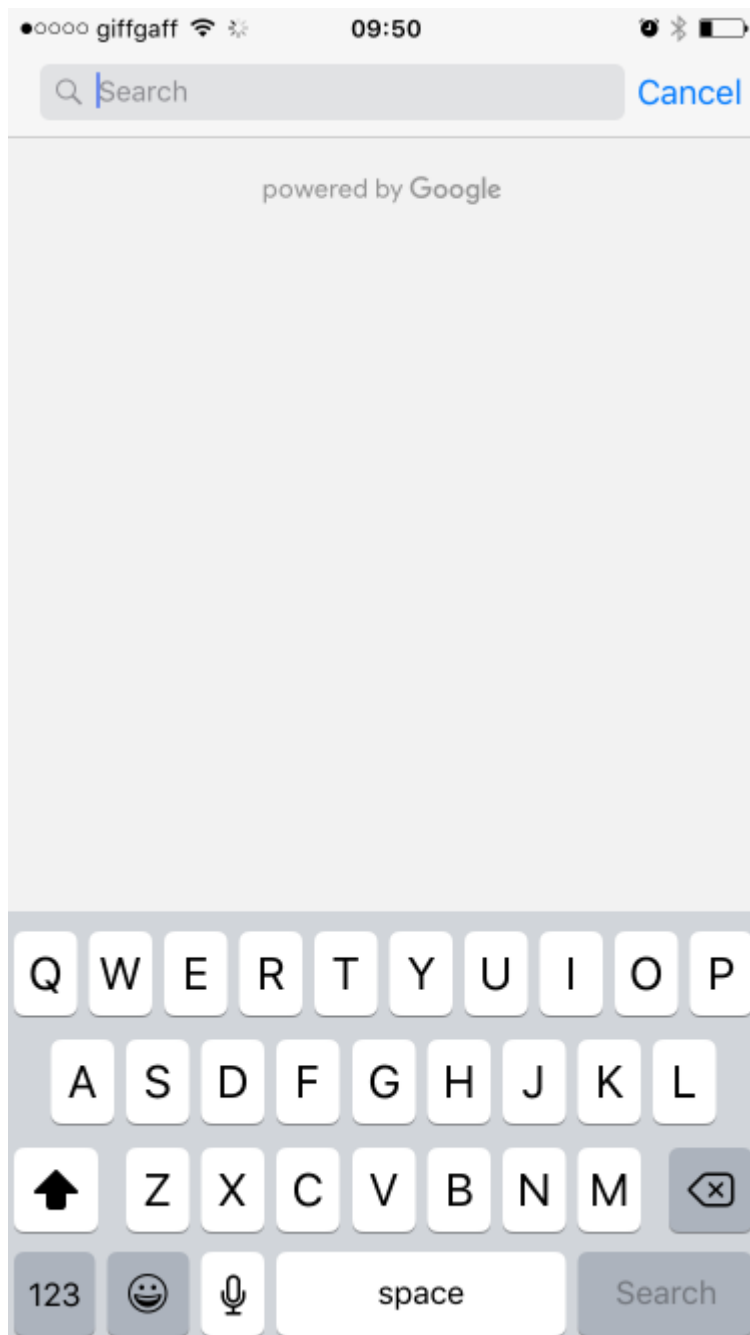 giffgaff 09:50
Search Cancel
powered by Google
Q W E R T Y U I O P
A S D F G H J K L
Z X C V B N M
123 space Search